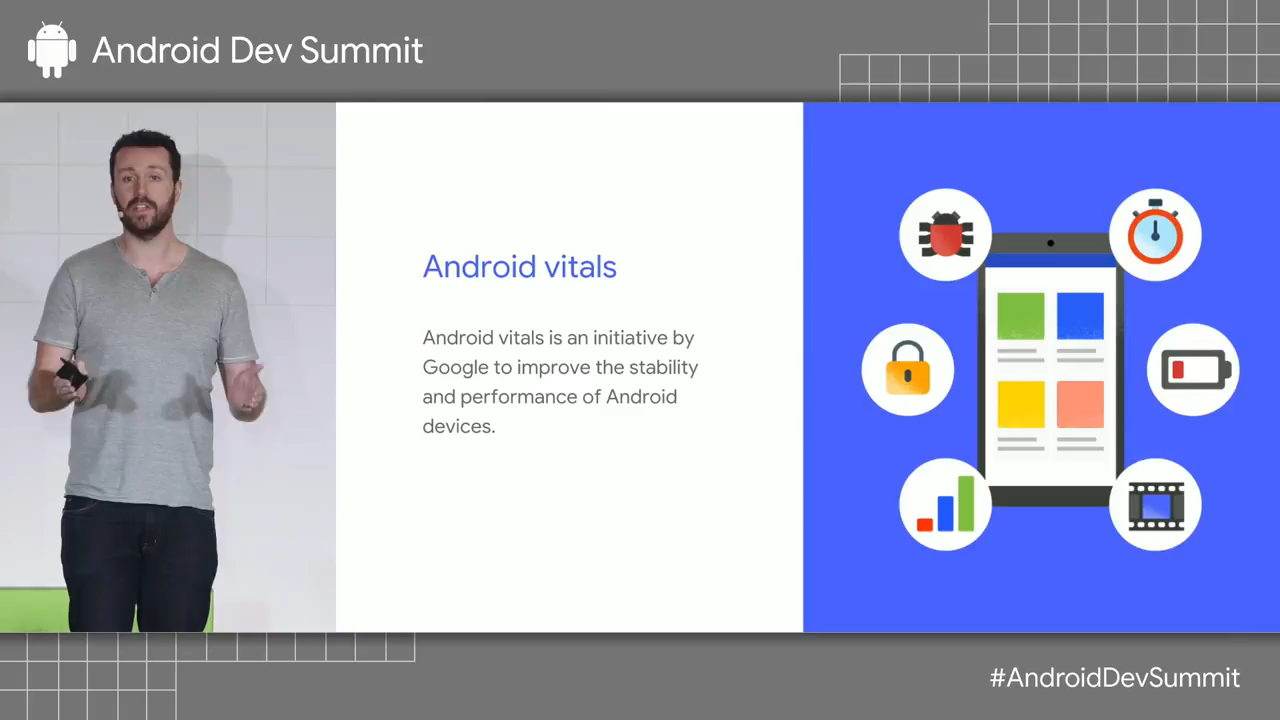 Android Dev Summit
Android vitals
Android vitals is an initiative by
Google to improve the stability
and performance of Android
devices.
#AndroidDevSummit